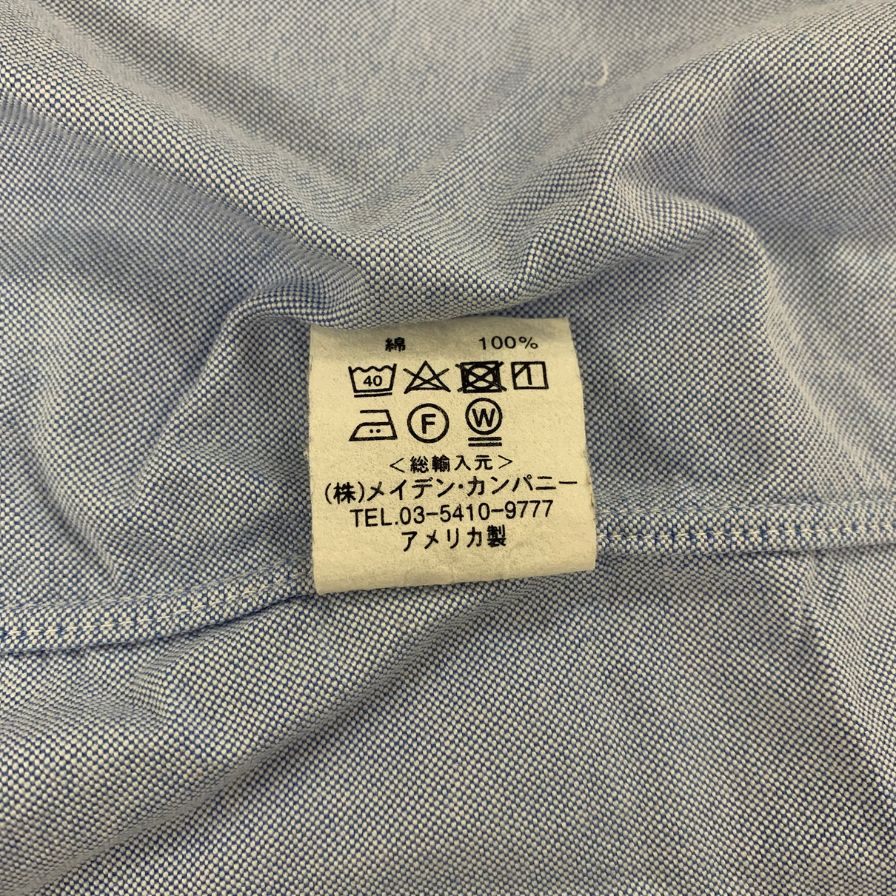 綿 100%
40
F W
＜総輸入元＞
(株)メイデン・カンパニー
TEL.03-5410-9777
アメリカ製